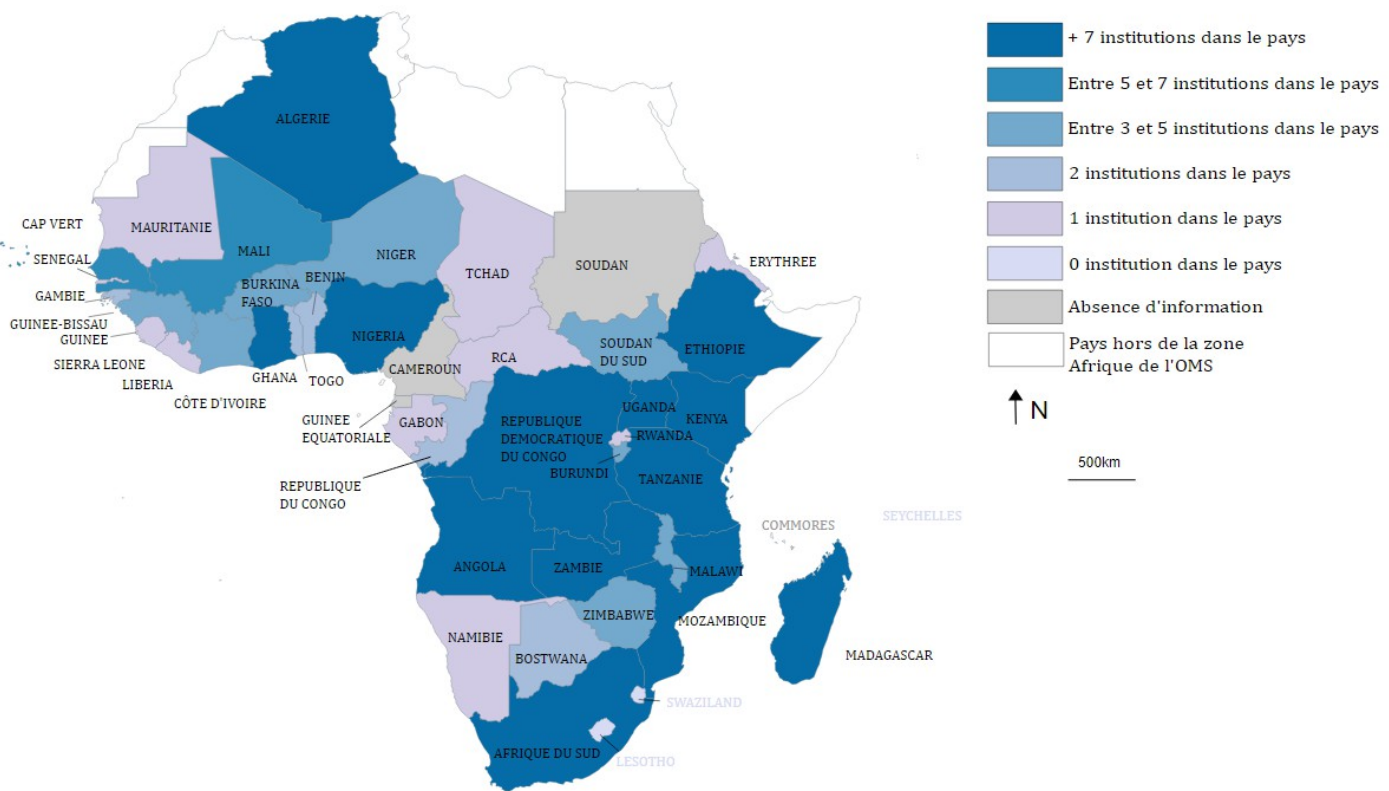 + 7 institutions dans le pays
Entre 5 et 7 institutions dans le pays
Entre 3 et 5 institutions dans le pays
2 institutions dans le pays
1 institution dans le pays
0 institution dans le pays
Absence d'information
Pays hors de la zone
Afrique de l'OMS
N
500km
ALGERIE
CAP VERT
MAURITANIE
MALI
NIGER
SENEGAL
TCHAD
SOUDAN
ERYTHREE
GAMBIE
BURKINA
FASO
BENIN
GUINEE-BISSAU
GUINEE
NIGERIA
SIERRA LEONE
LIBERIA
CÔTE D'IVOIRE
GHANA
TOGO
CAMEROUN
RCA
SOUDAN
DU SUD
ETHIOPIE
GUINEE
EQUATORIALE
GABON
REPUBLIQUE
DEMOCRATIQUE
DU CONGO
UGANDA
KENYA
RWANDA
BURUNDI
TANZANIE
REPUBLIQUE
DU CONGO
SEYCHELLES
COMMORES
ANGOLA
ZAMBIE
MALAWI
ZIMBABWE
MOZAMBIQUE
NAMIBIE
BOSTWANA
MADAGASCAR
SWAZILAND
AFRIQUE DU SUD
LESOTHO